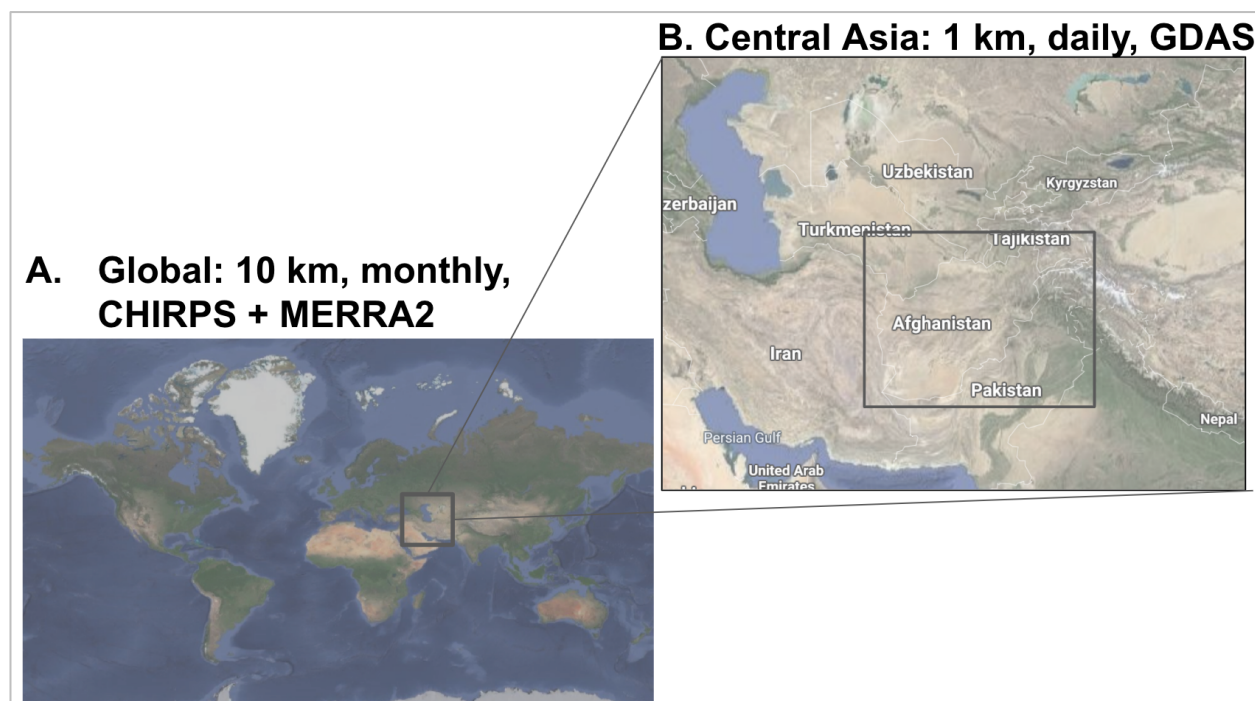 B. Central Asia: 1 km, daily, GDAS
Uzbekistan
Kyrgyzstan
zerbaijan
Turkmenistan
Tajikistan
A. Global: 10 km, monthly,
CHIRPS + MERRA2
Afghanistan
Iran
Pakistan
Nepal
Persian Gulf
United Arab
Emirates